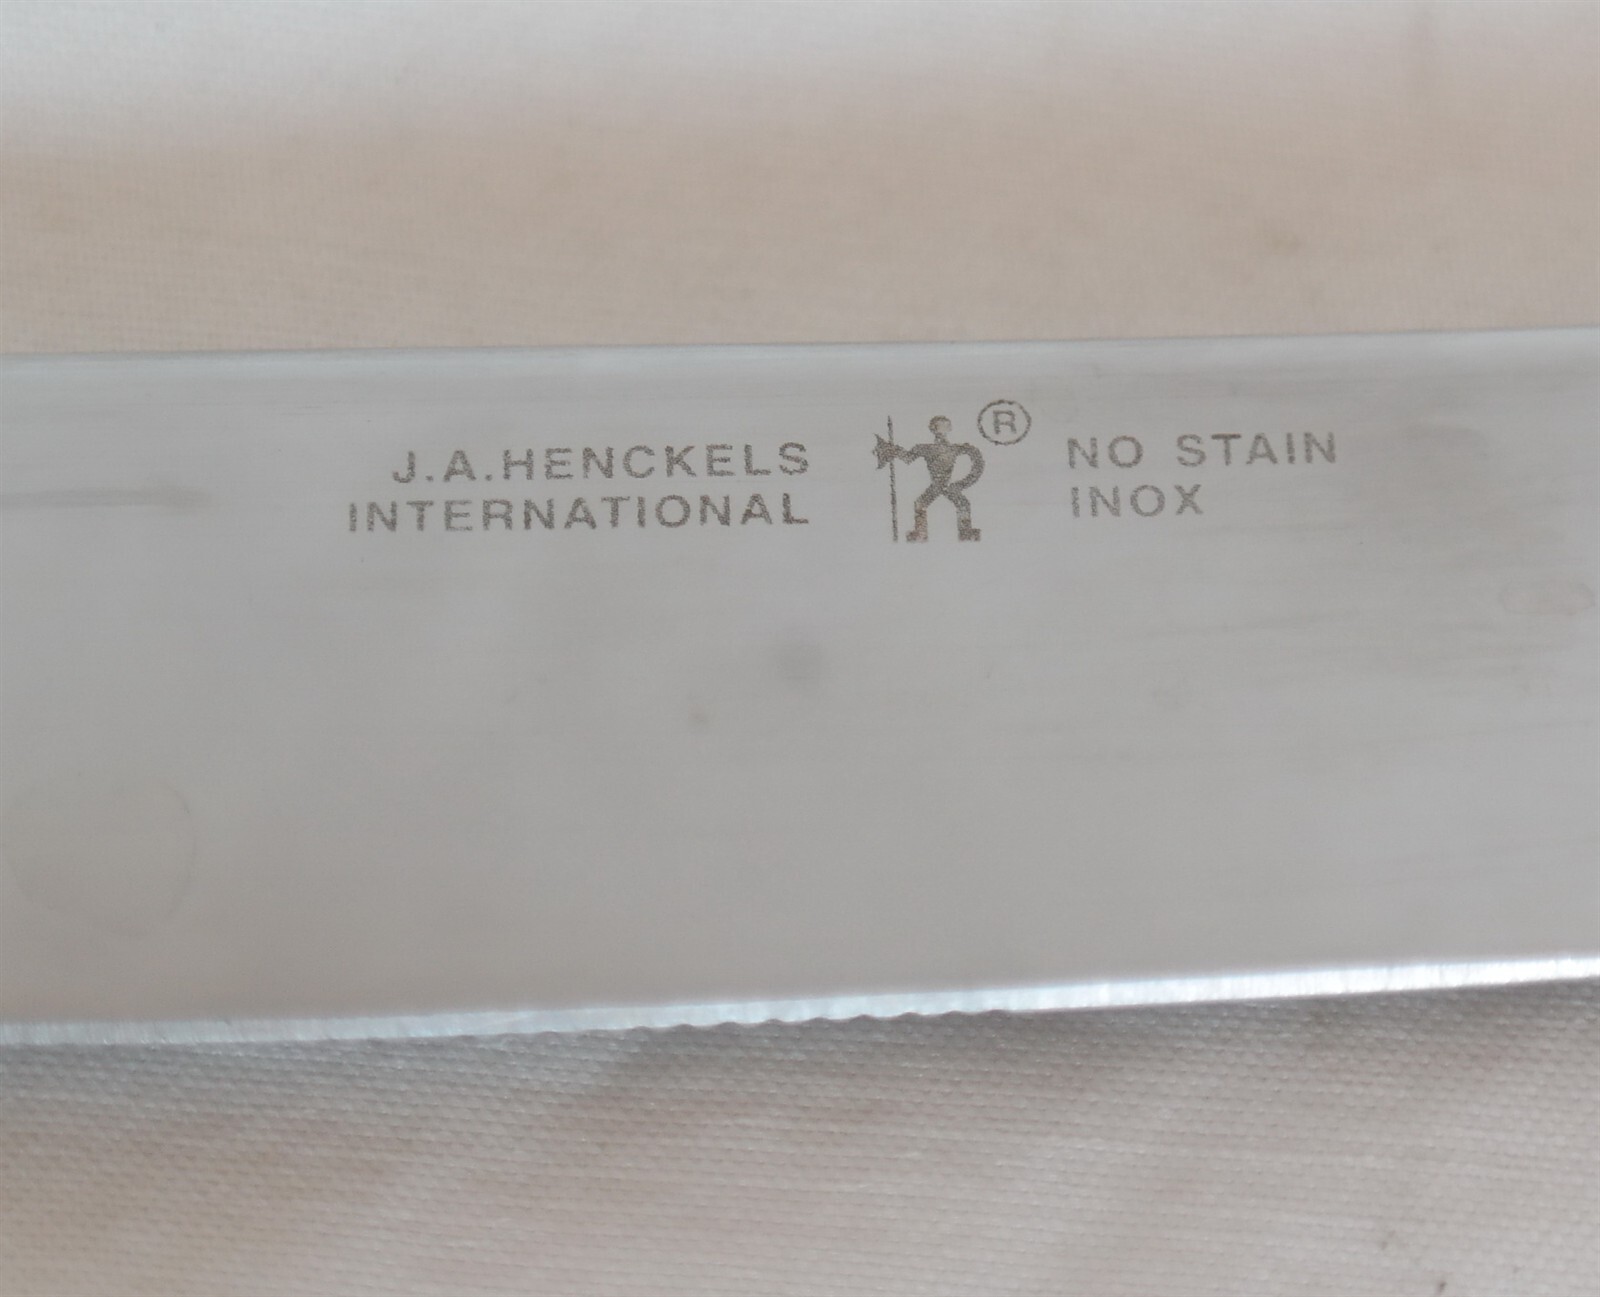 J.A.HENCKELS
INTERNATIONAL
®
NO STAIN
INOX